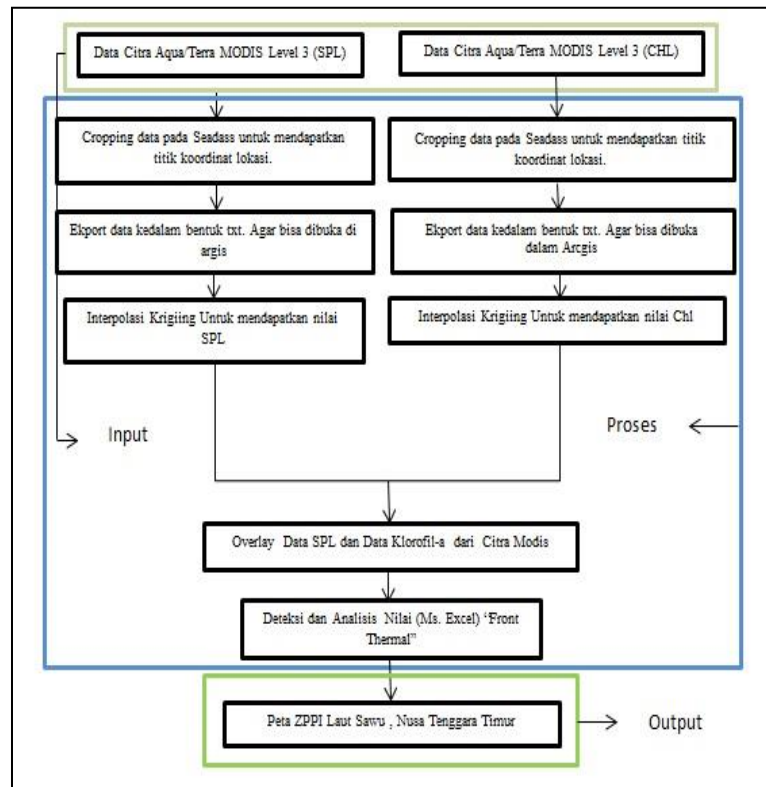 Data Citra Aqua/Terra MODIS Level 3 (SPL)
Data Citra Aqua/Terra MODIS Level 3 (CHL)
Cropping data pada Seadass untuk mendapatkan
titik koordinat lokasi.
Cropping data pada Seadass untuk mendapatkan
titik koordinat lokasi.
Eksport data kedalam bentuk txt. Agar bisa dibuka di
argis
Eksport data kedalam bentuk txt. Agar bisa dibuka
dalam Arcgis
Interpolasi Krigiing Untuk mendapatkan nilai
SPL
Interpolasi Krigiing Untuk mendapatkan nilai Chl
Input
Proses
Overlay Data SPL dan Data Klorofil-a dari Citra Modis
Deteksi dan Analisis Nilai (Ms. Excel) “Front
Thermal”
Peta ZPPI Laut Sawu , Nusa Tenggara Timur
Output